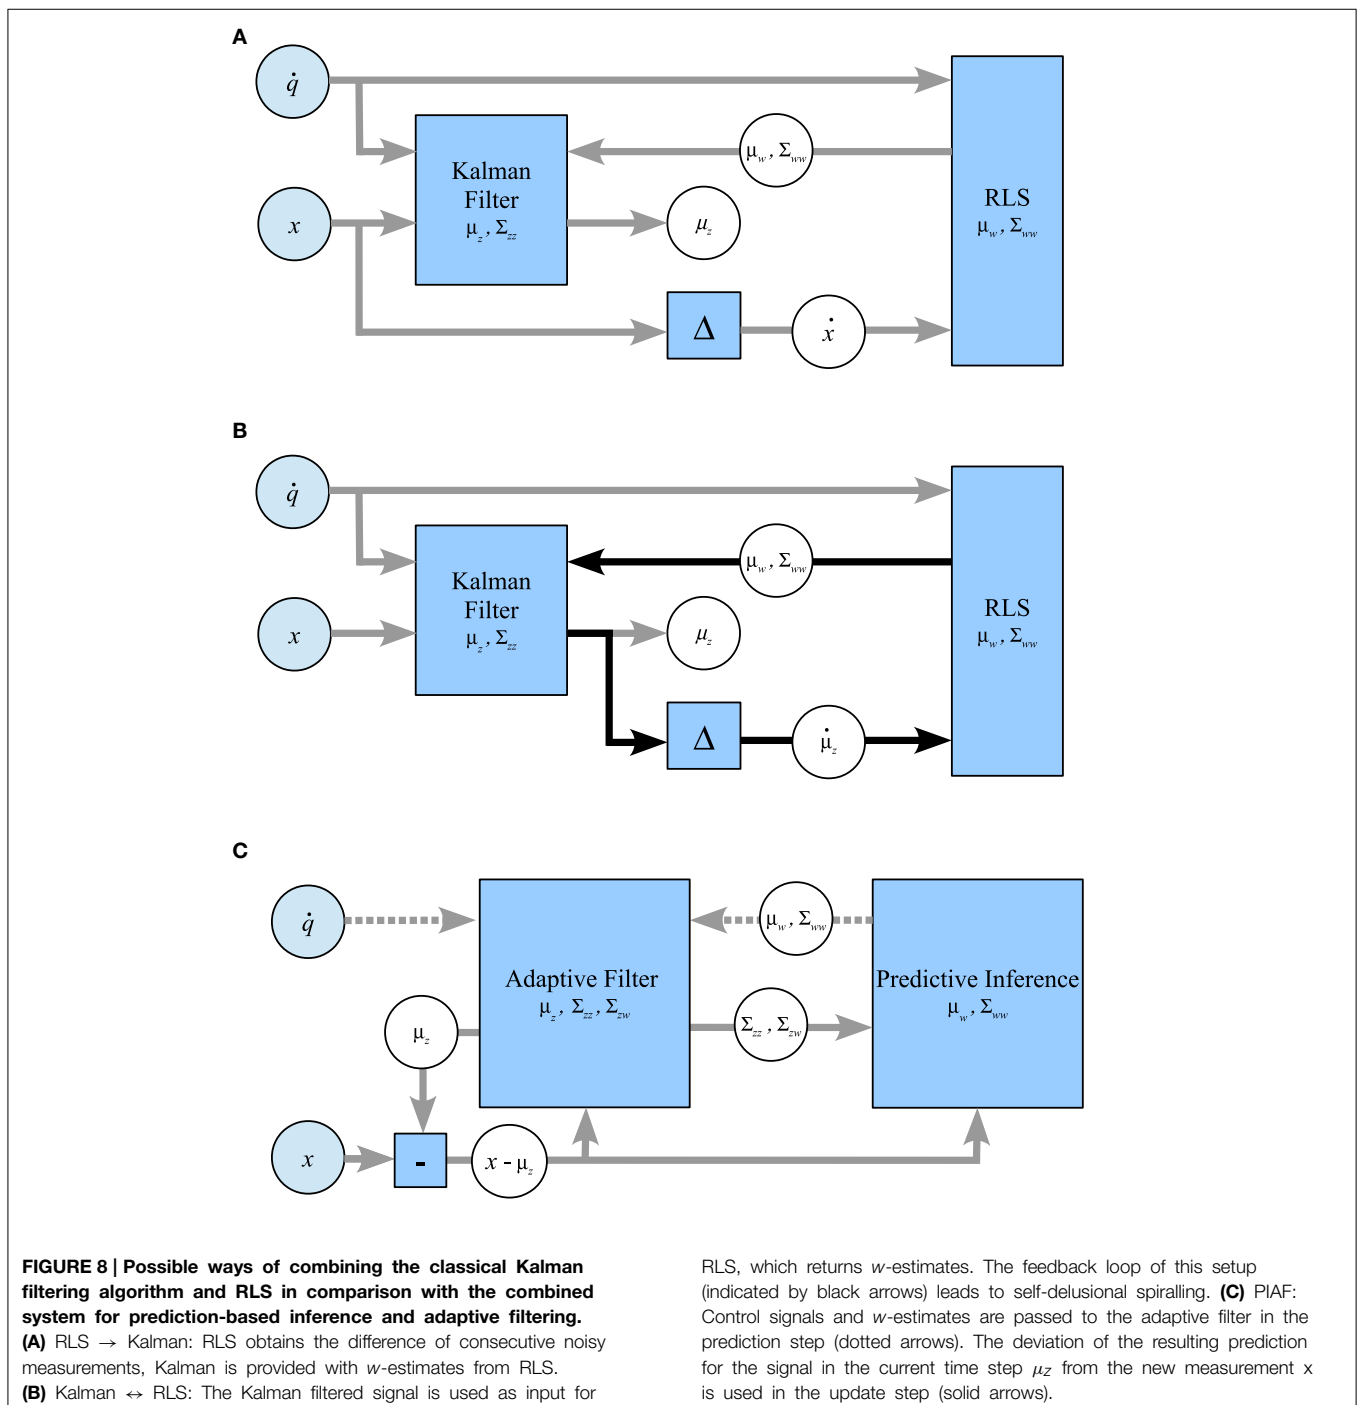 A
q̇
Kalman
Filter
μz , Σzz
μw , Σww
RLS
μw , Σww
x
μz
Δ
ẋ
B
q̇
Kalman
Filter
μz , Σzz
μw , Σww
RLS
μw , Σww
x
μz
Δ
μ̇z
C
q̇
Adaptive Filter
μz , Σzz , Σzw
μw , Σww
Predictive Inference
μw , Σww
μz
Σzz , Σzw
x
-
x - μz
FIGURE 8 | Possible ways of combining the classical Kalman
filtering algorithm and RLS in comparison with the combined
system for prediction-based inference and adaptive filtering.
(A) RLS → Kalman: RLS obtains the difference of consecutive noisy
measurements, Kalman is provided with w-estimates from RLS.
(B) Kalman ↔ RLS: The Kalman filtered signal is used as input for
RLS, which returns w-estimates. The feedback loop of this setup
(indicated by black arrows) leads to self-delusional spiralling. (C) PIAF:
Control signals and w-estimates are passed to the adaptive filter in the
prediction step (dotted arrows). The deviation of the resulting prediction
for the signal in the current time step μZ from the new measurement x
is used in the update step (solid arrows).